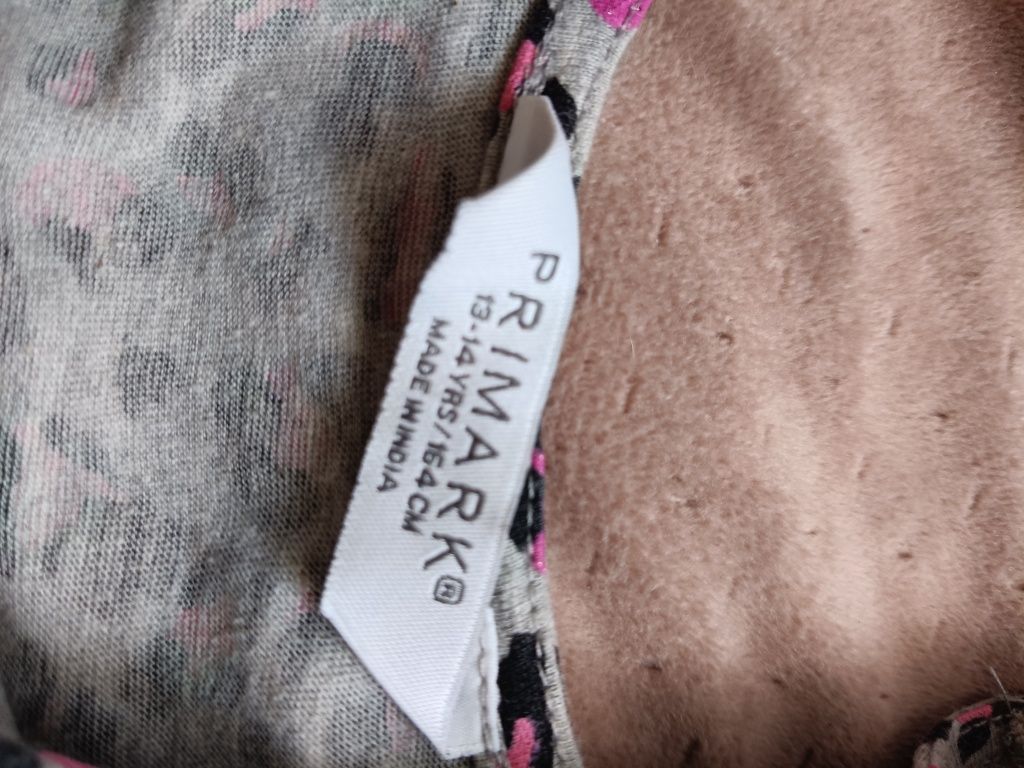 PRIMARK®
13-14 YRS/164 CM
MADE IN INDIA